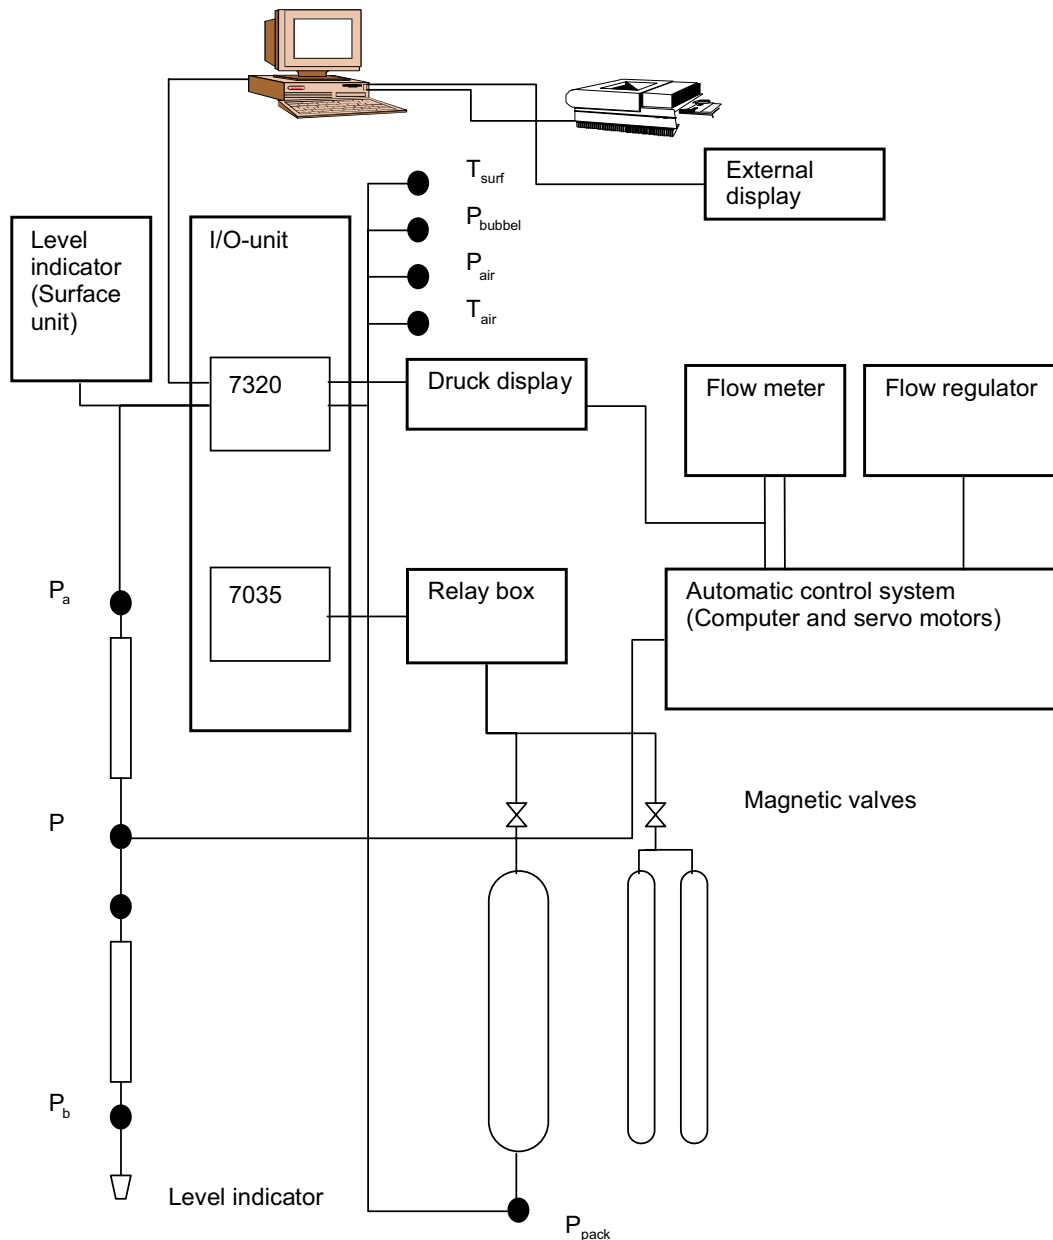 T_surf
External
display
P_bubbel
Level
indicator
(Surface
unit)
I/O-unit
P_air
T_air
7320
Druck display
Flow meter
Flow regulator
P_a
7035
Relay box
Automatic control system
(Computer and servo motors)
Magnetic valves
P
P_b
Level indicator
P_pack